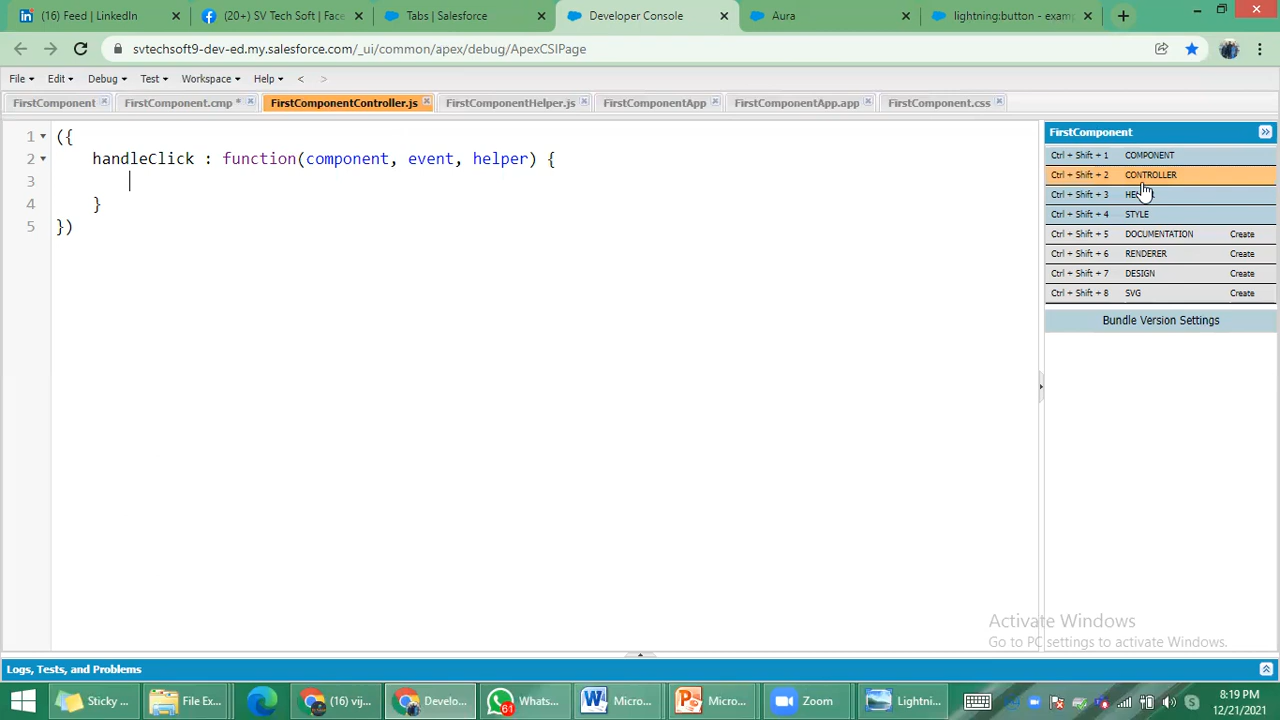 (16) Feed | LinkedIn
(20+) SV Tech Soft | Face
Tabs | Salesforce
Developer Console
Aura
lightning:button - examp
svtechsoft9-dev-ed.my.salesforce.com/_ui/common/apex/debug/ApexCSIPage
File Edit Debug Test Workspace Help < >
FirstComponent
FirstComponent.cmp *
FirstComponentController.js
FirstComponentHelper.js
FirstComponentApp
FirstComponentApp.app
FirstComponent.css
1 ({
2 handleClick : function(component, event, helper) {
3
4 }
5 })
FirstComponent
Ctrl + Shift + 1 COMPONENT
Ctrl + Shift + 2 CONTROLLER
Ctrl + Shift + 3
Ctrl + Shift + 4 STYLE
Ctrl + Shift + 5 DOCUMENTATION Create
Ctrl + Shift + 6 RENDERER Create
Ctrl + Shift + 7 DESIGN Create
Ctrl + Shift + 8 SVG Create
Bundle Version Settings
Activate Windows
Go to PC settings to activate Windows.
Logs, Tests, and Problems
Sticky ...
File Ex...
(16) vij...
Develo...
61
Whats...
Micro...
Micro...
Zoom
Lightni...
8:19 PM
12/21/2021